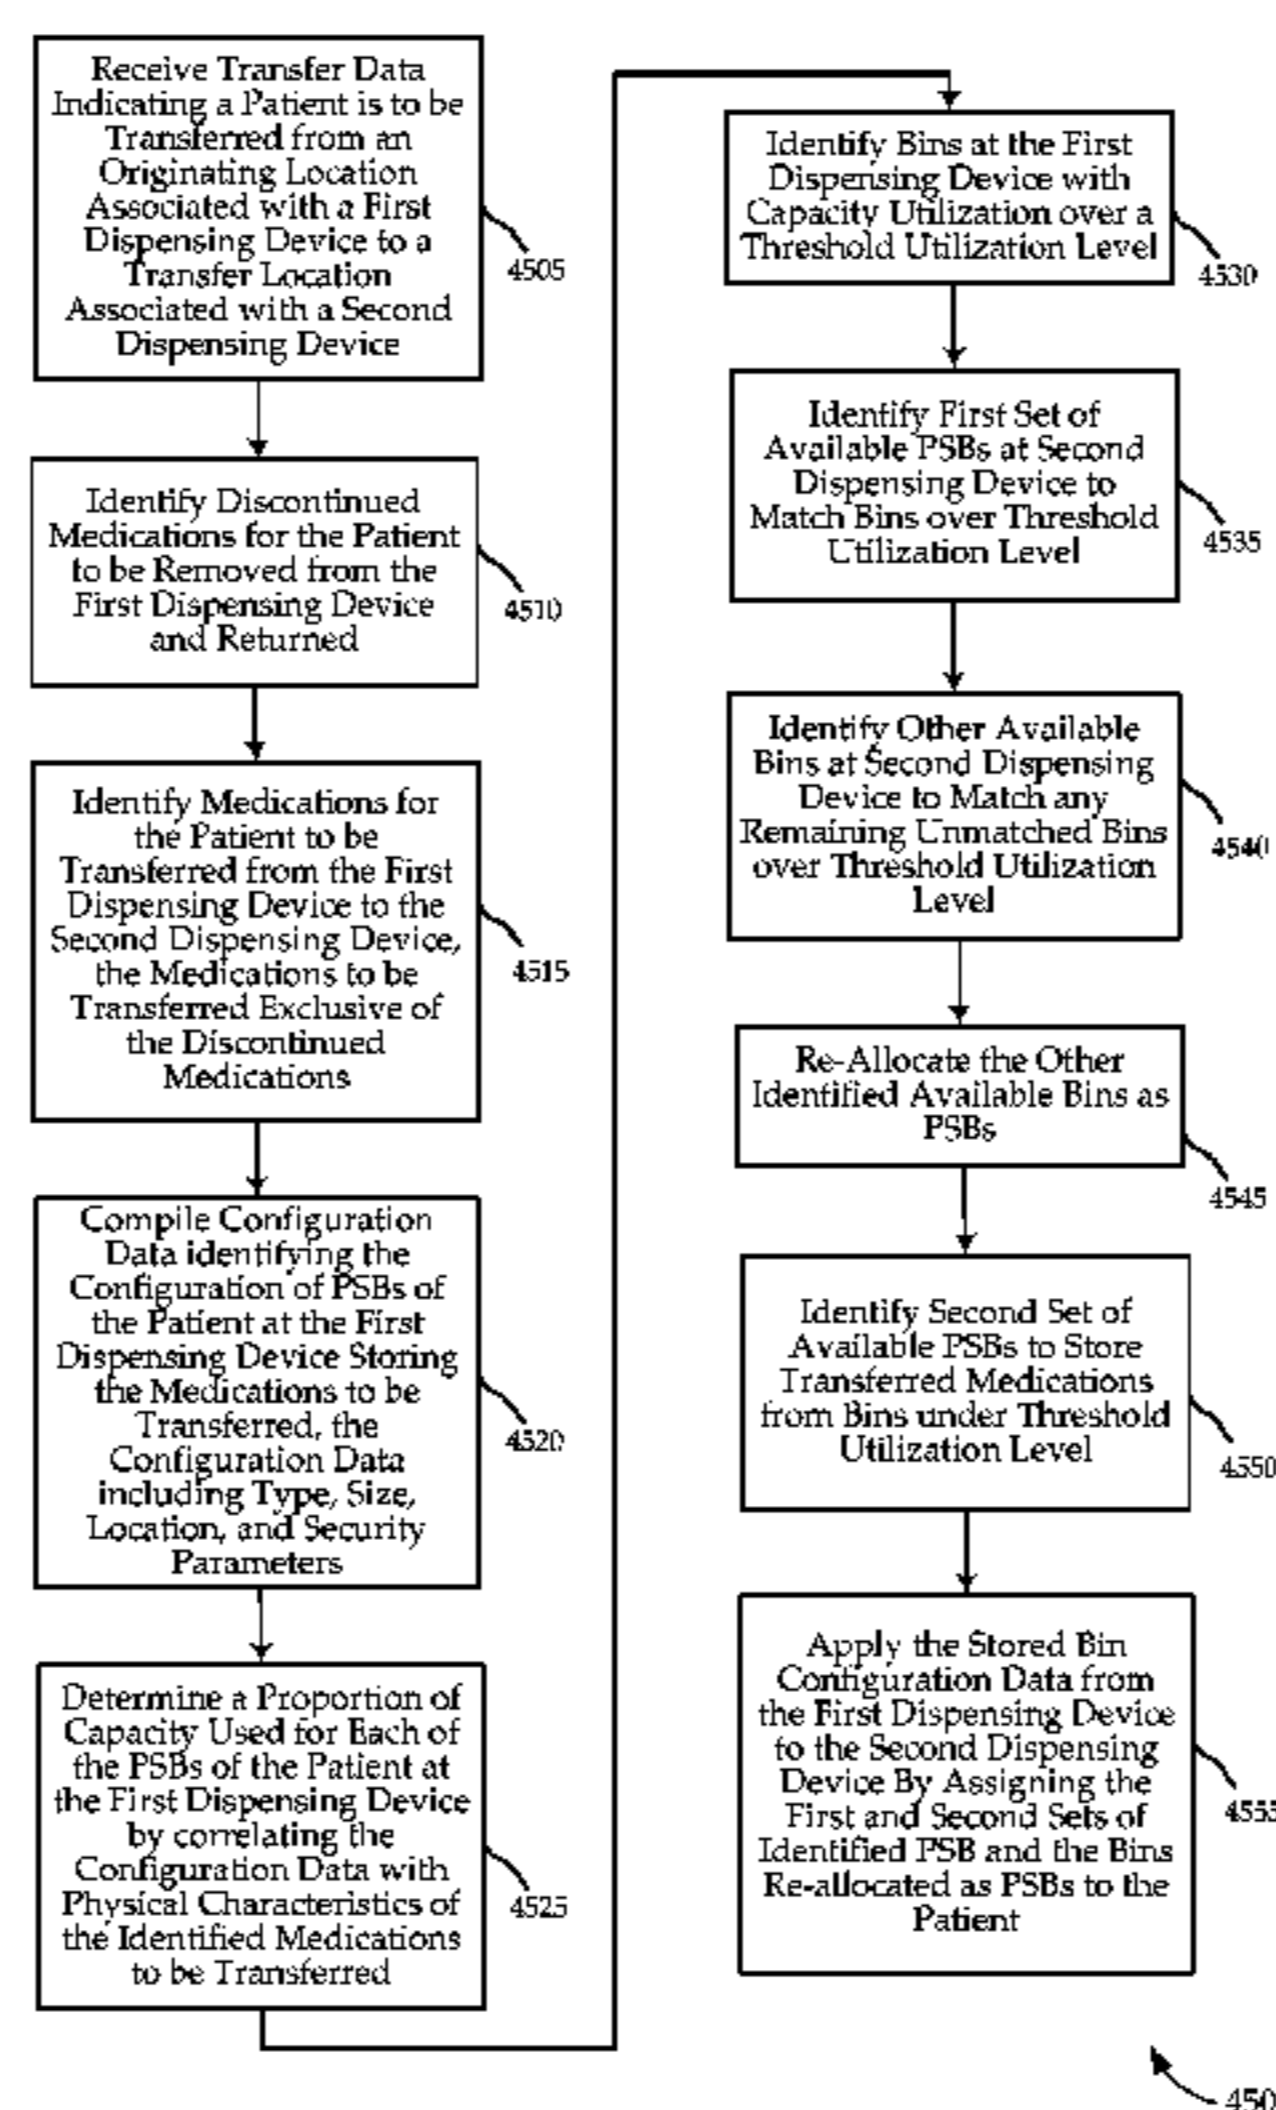 Receive Transfer Data
Indicating a Patient is to be
Transferred from an
Originating Location
Associated with a First
Dispensing Device to a
Transfer Location
Associated with a Second
Dispensing Device
4505
Identify Discontinued
Medications for the Patient
to be Removed from the
First Dispensing Device
and Returned
4510
Identify Medications for
the Patient to be
Transferred from the First
Dispensing Device to the
Second Dispensing Device,
the Medications to be
Transferred Exclusive of
the Discontinued
Medications
4515
Compile Configuration
Data identifying the
Configuration of PSBs of
the Patient at the First
Dispensing Device Storing
the Medications to be
Transferred, the
Configuration Data
including Type, Size,
Location, and Security
Parameters
4520
Determine a Proportion of
Capacity Used for Each of
the PSBs of the Patient at
the First Dispensing Device
by correlating the
Configuration Data with
Physical Characteristics of
the Identified Medications
to be Transferred
4525
Identify Bins at the First
Dispensing Device with
Capacity Utilization over a
Threshold Utilization Level
4530
Identify First Set of
Available PSBs at Second
Dispensing Device to
Match Bins over Threshold
Utilization Level
4535
Identify Other Available
Bins at Second Dispensing
Device to Match any
Remaining Unmatched Bins
over Threshold Utilization
Level
4540
Re-Allocate the Other
Identified Available Bins as
PSBs
4545
Identify Second Set of
Available PSBs to Store
Transferred Medications
from Bins under Threshold
Utilization Level
4550
Apply the Stored Bin
Configuration Data from
the First Dispensing Device
to the Second Dispensing
Device By Assigning the
First and Second Sets of
Identified PSB and the Bins
Re-allocated as PSBs to the
Patient
4555
450